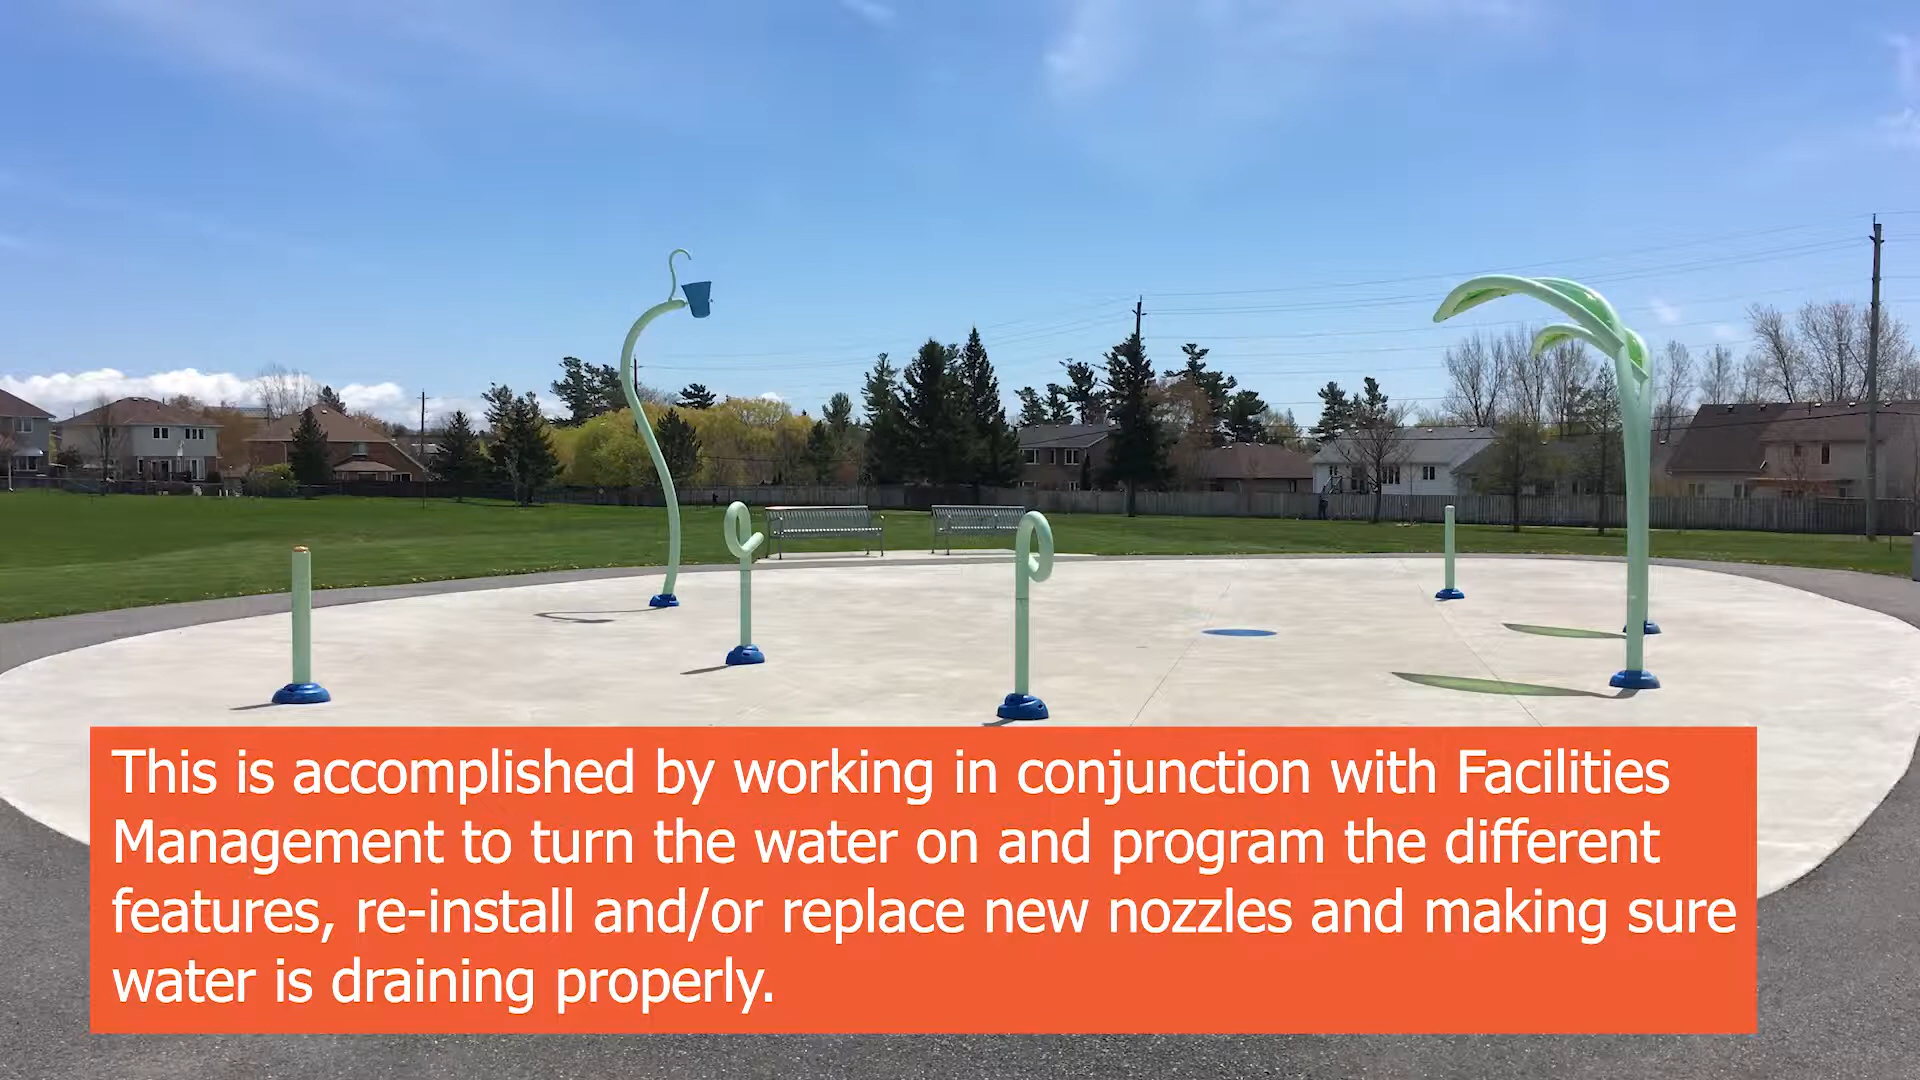 This is accomplished by working in conjunction with Facilities
Management to turn the water on and program the different
features, re-install and/or replace new nozzles and making sure
water is draining properly.